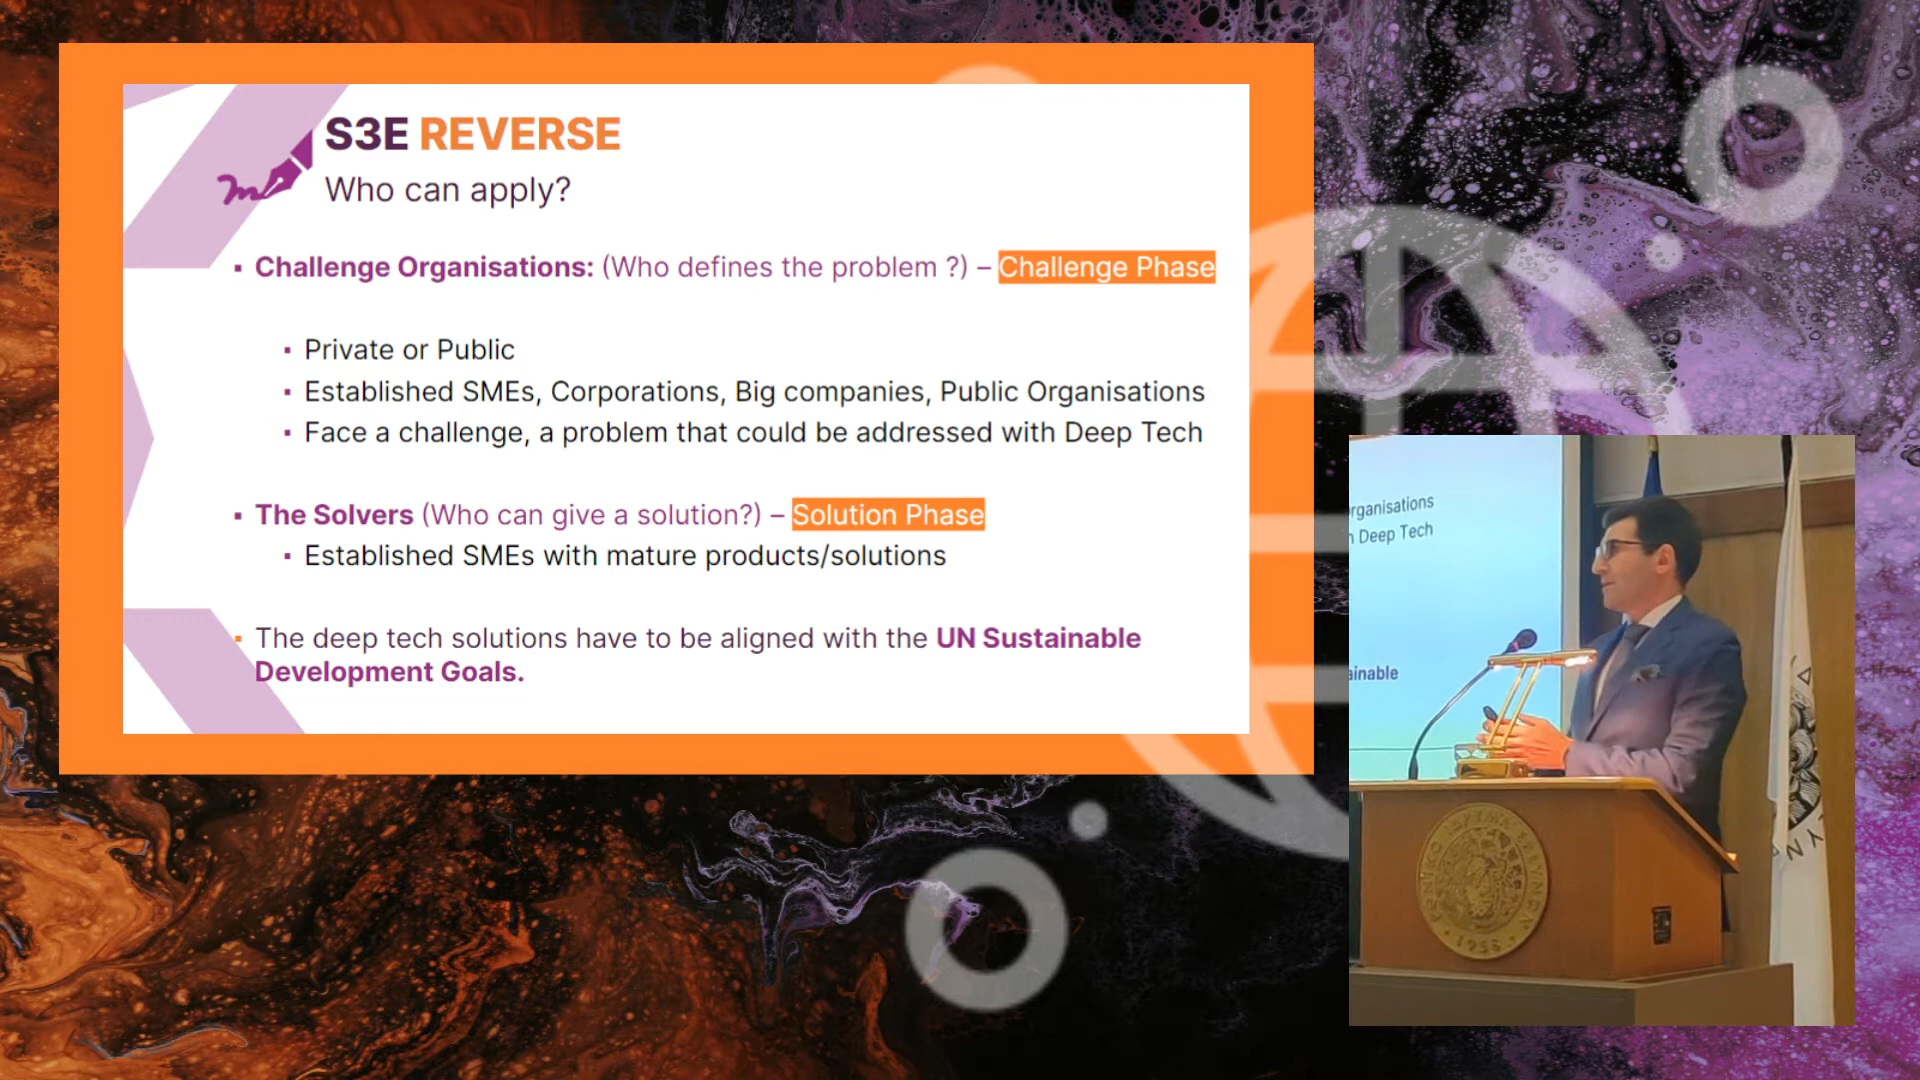 S3E REVERSE
Who can apply?
Challenge Organisations: (Who defines the problem ?) – Challenge Phase
Private or Public
Established SMEs, Corporations, Big companies, Public Organisations
Face a challenge, a problem that could be addressed with Deep Tech
The Solvers (Who can give a solution?) – Solution Phase
Established SMEs with mature products/solutions
The deep tech solutions have to be aligned with the UN Sustainable
Development Goals.
rganisations
Deep Tech
ainable
1958